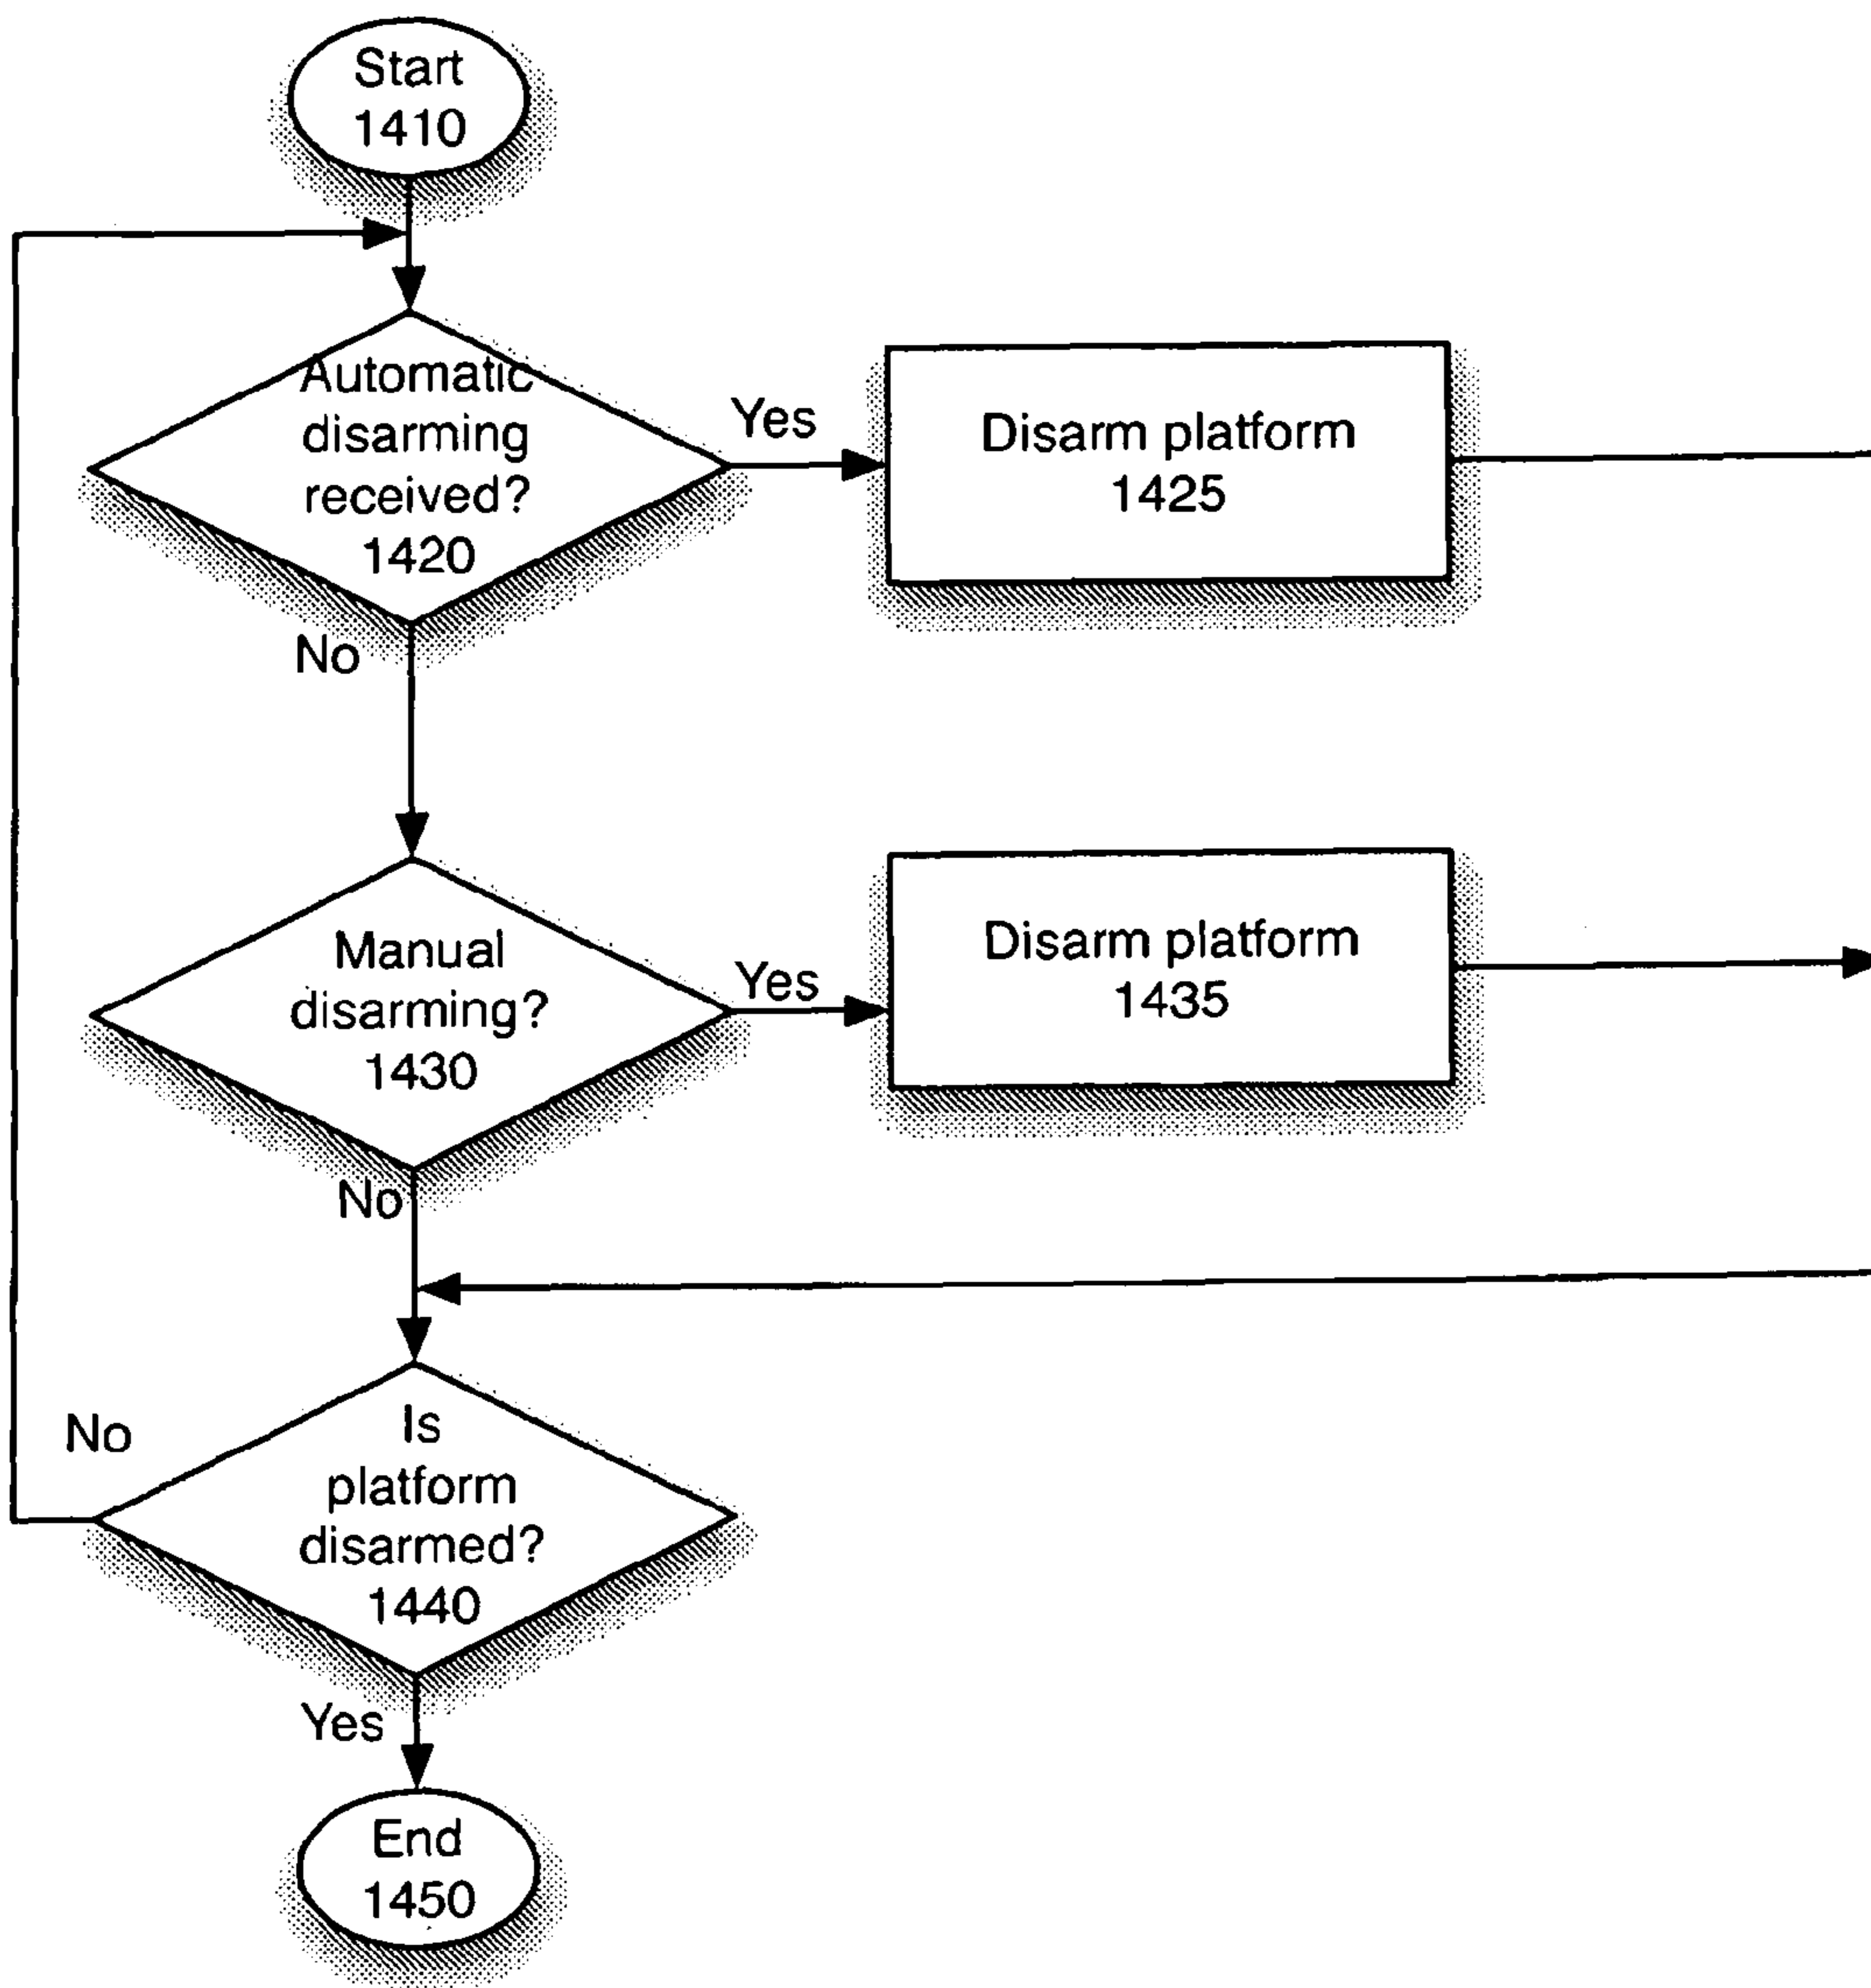 Start
1410
Automatic
disarming
received?
1420
Yes
Disarm platform
1425
No
Manual
disarming?
1430
Yes
Disarm platform
1435
No
Is
platform
disarmed?
1440
No
Yes
End
1450